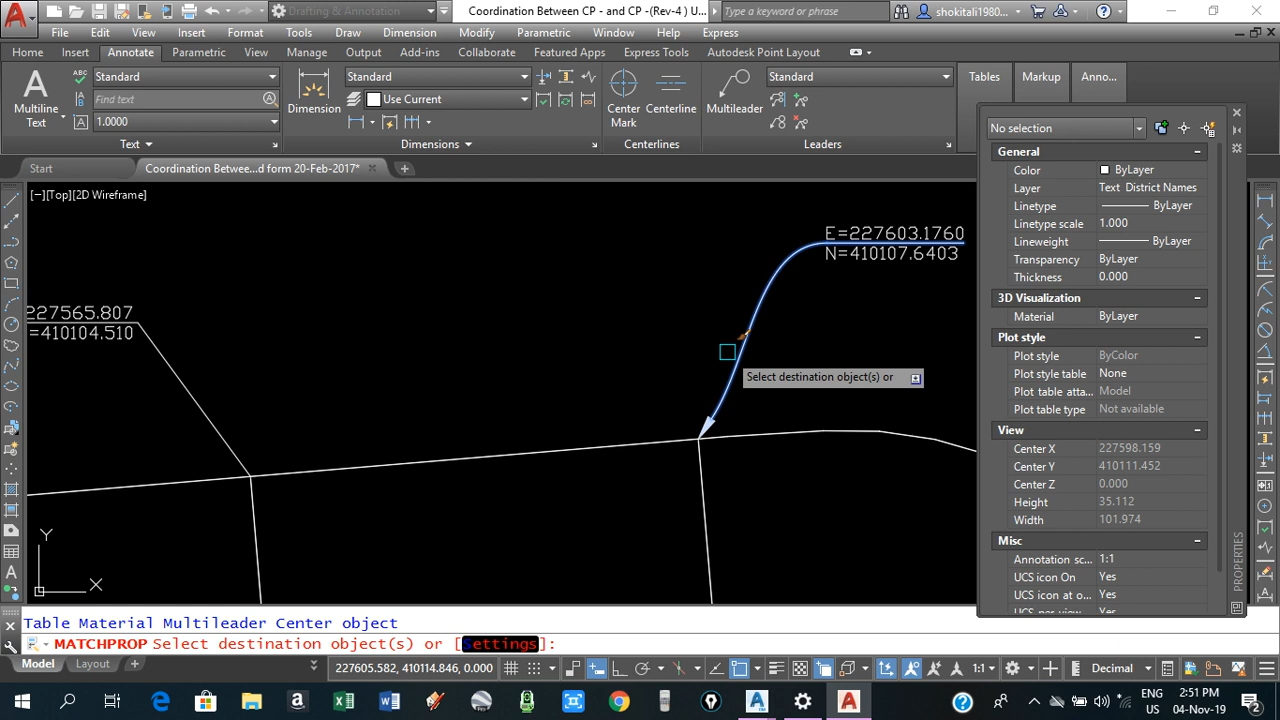 Drafting & Annotation
Coordination Between CP - and CP -(Rev-4 ) U...
Type a keyword or phrase
shokitali1980...
File Edit View Insert Format Tools Draw Dimension Modify Parametric Window Help Express
Home Insert Annotate Parametric View Manage Output Add-ins Collaborate Featured Apps Express Tools Autodesk Point Layout
A
Multiline
Text
ABC
Standard
Find text
1.0000
Text
Dimension
Standard
Use Current
Dimensions
Center
Mark
Centerline
Centerlines
Multileader
Standard
Leaders
Tables
Markup
Anno...
Start
Coordination Betwee...d form 20-Feb-2017*
[−][Top][2D Wireframe]
E=227603.1760
N=410107.6403
227565.807
=410104.510
Select destination object(s) or
Y
X
No selection
General
Color ByLayer
Layer Text District Names
Linetype ByLayer
Linetype scale 1.000
Lineweight ByLayer
Transparency ByLayer
Thickness 0.000
3D Visualization
Material ByLayer
Plot style
Plot style ByColor
Plot style table None
Plot table atta... Model
Plot table type Not available
View
Center X 227598.159
Center Y 410111.452
Center Z 0.000
Height 35.112
Width 101.974
Misc
Annotation sc... 1:1
UCS icon On Yes
UCS icon at o... Yes
PROPERTIES
Table Material Multileader Center object
MATCHPROP Select destination object(s) or [Settings]:
Model Layout
227605.582, 410114.846, 0.000
1:1
Decimal
ENG
US
2:51 PM
04-Nov-19